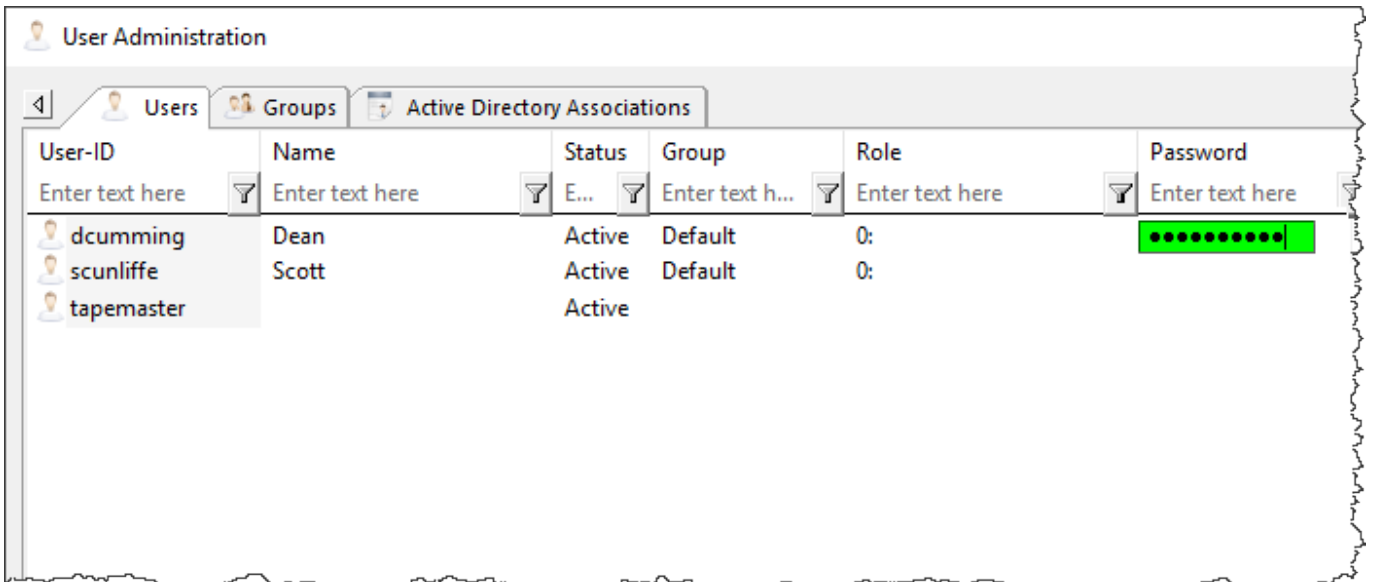 User Administration
Users Groups Active Directory Associations
User-ID Name Status Group Role Password
Enter text here Enter text here E... Enter text h... Enter text here Enter text here
dcumming Dean Active Default 0: ●●●●●●●●●●
scunliffe Scott Active Default 0:
tapemaster Active